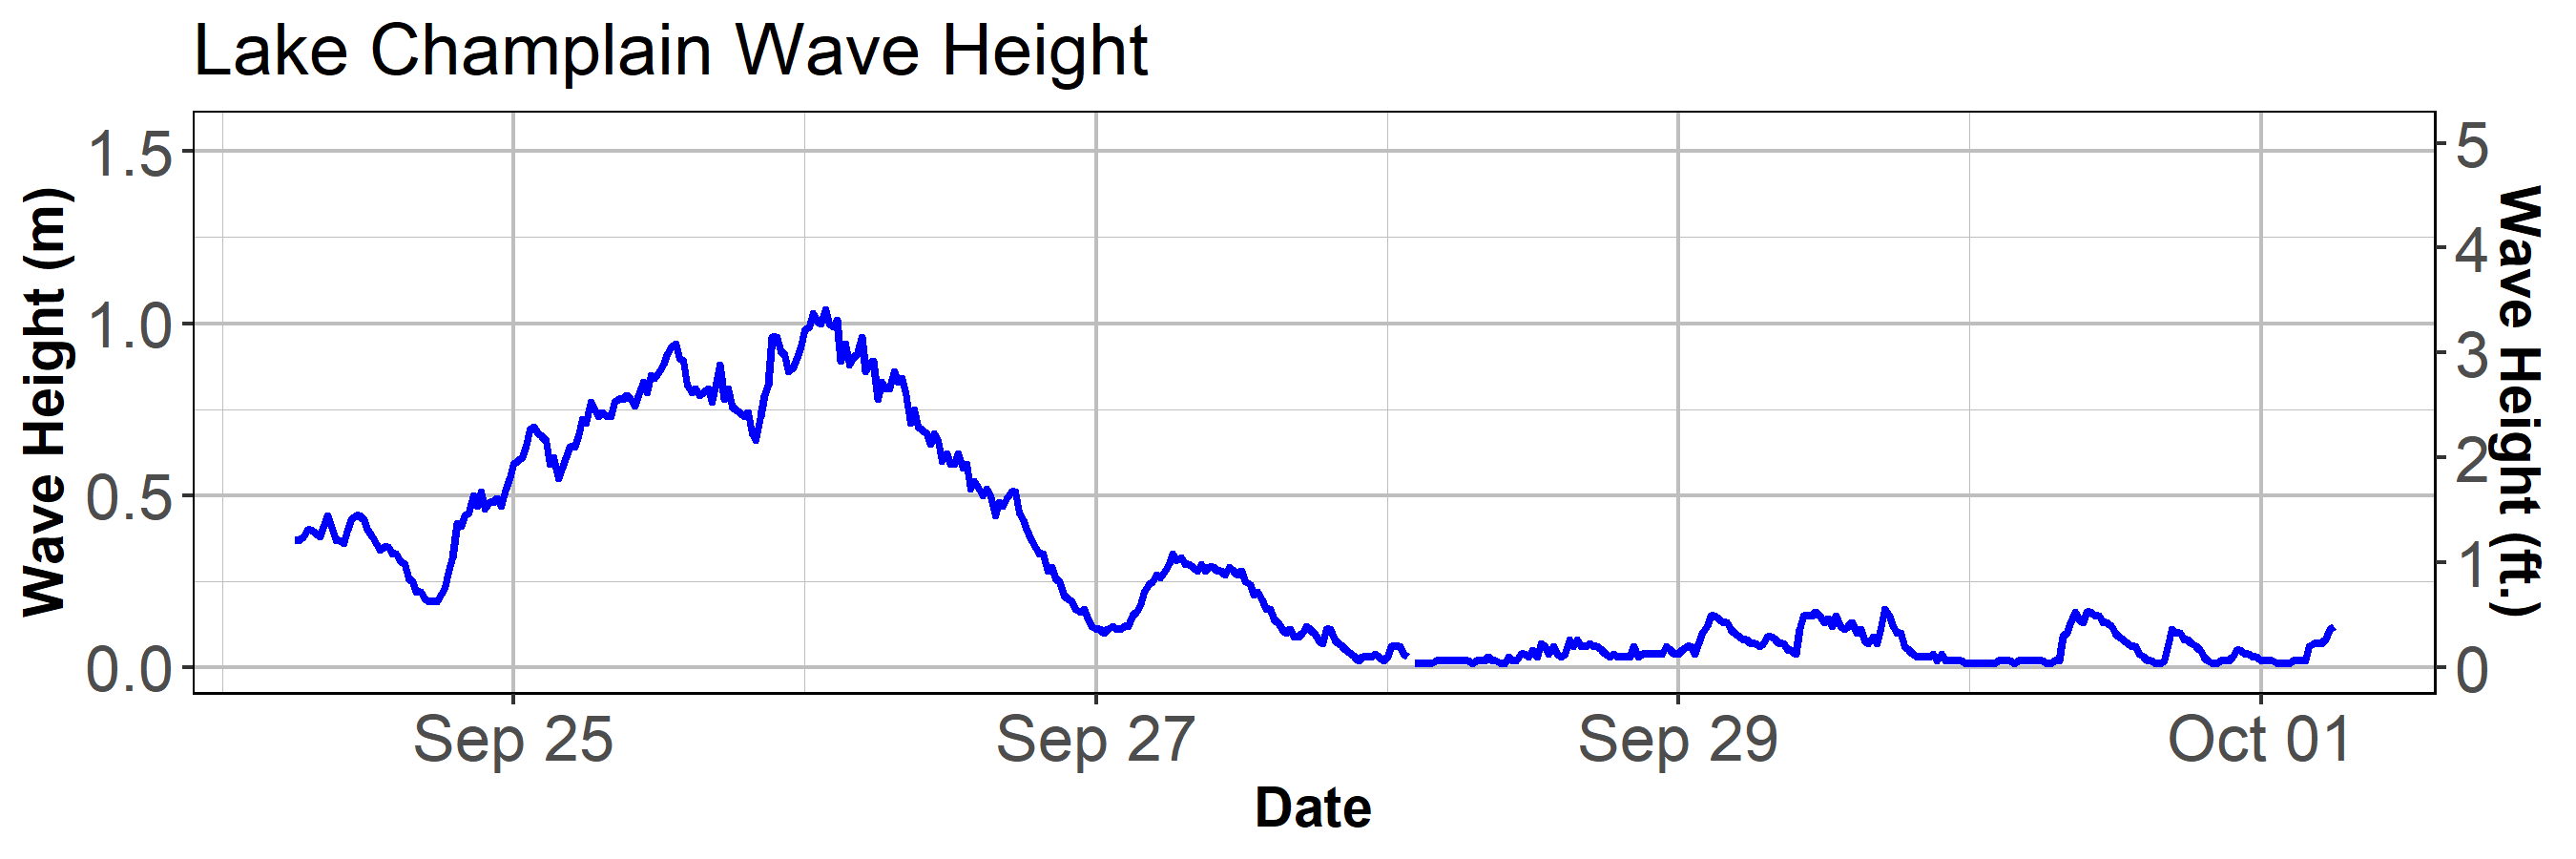 Lake Champlain Wave Height
Wave Height (m)
1.5
1.0
0.5
0.0
5
4
3
2
1
0
Wave Height (ft.)
Sep 25
Sep 27
Sep 29
Oct 01
Date